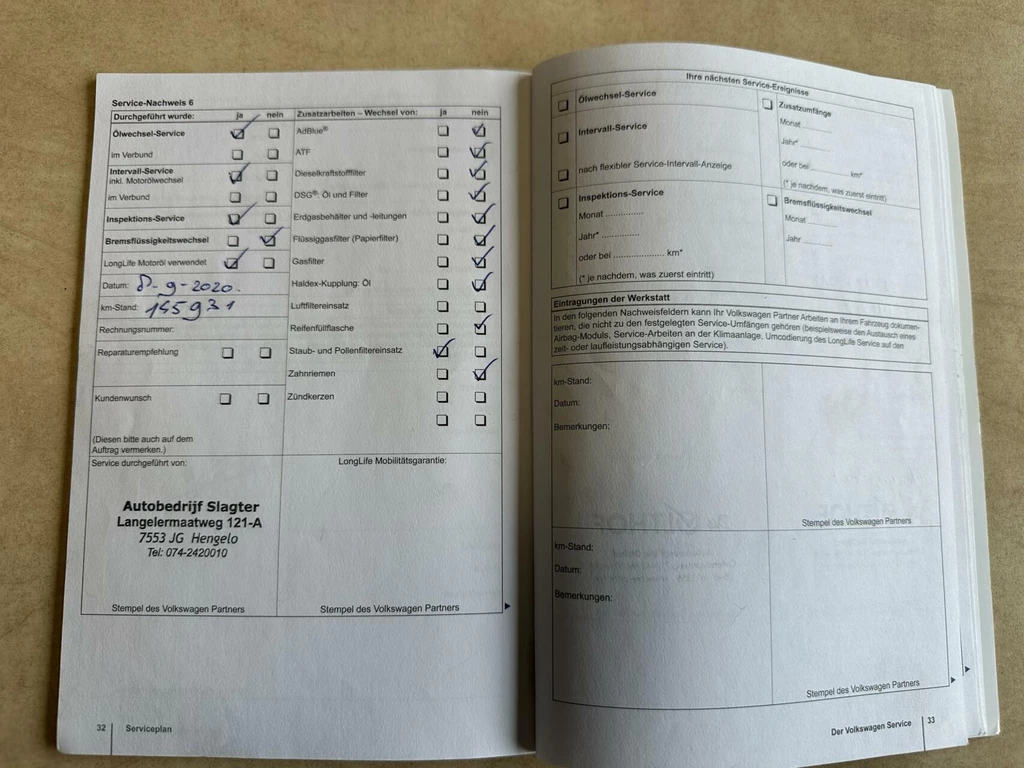 Service-Nachweis 6
Durchgeführt wurde: ja nein
Ölwechsel-Service
im Verbund
Intervall-Service
inkl. Motorölwechsel
im Verbund
Inspektions-Service
Bremsflüssigkeitswechsel
LongLife Motoröl verwendet
Datum: 8-9-2020.
km-Stand: 145931
Rechnungsnummer:
Reparaturempfehlung
Kundenwunsch
(Diesen bitte auch auf dem
Auftrag vermerken.)
Zusatzarbeiten – Wechsel von: ja nein
AdBlue®
ATF
Dieselkraftstofffilter
DSG®: Öl und Filter
Erdgasbehälter und -leitungen
Flüssiggasfilter (Papierfilter)
Gasfilter
Haldex-Kupplung: Öl
Luftfiltereinsatz
Reifenfüllflasche
Staub- und Pollenfiltereinsatz
Zahnriemen
Zündkerzen
Service durchgeführt von:
Autobedrijf Slagter
Langelermaatweg 121-A
7553 JG Hengelo
Tel: 074-2420010
Stempel des Volkswagen Partners
LongLife Mobilitätsgarantie:
Stempel des Volkswagen Partners
32 Serviceplan
Ihre nächsten Service-Ereignisse
Ölwechsel-Service
Intervall-Service
nach flexibler Service-Intervall-Anzeige
Inspektions-Service
Monat ..............
Jahr* ..............
oder bei .................. km*
(* je nachdem, was zuerst eintritt)
Zusatzumfänge
Monat ..........
Jahr* ..........
oder bei .......... km*
(* je nachdem, was zuerst eintritt)
Bremsflüssigkeitswechsel
Monat ..........
Jahr ..........
Eintragungen der Werkstatt
In den folgenden Nachweisfeldern kann Ihr Volkswagen Partner Arbeiten an Ihrem Fahrzeug dokumen-
tieren, die nicht zu den festgelegten Service-Umfängen gehören (beispielsweise den Austausch eines
Airbag-Moduls, Service-Arbeiten an der Klimaanlage, Umcodierung des LongLife Service auf den
zeit- oder laufleistungsabhängigen Service).
km-Stand:
Datum:
Bemerkungen:
Stempel des Volkswagen Partners
km-Stand:
Datum:
Bemerkungen:
Stempel des Volkswagen Partners
Der Volkswagen Service 33